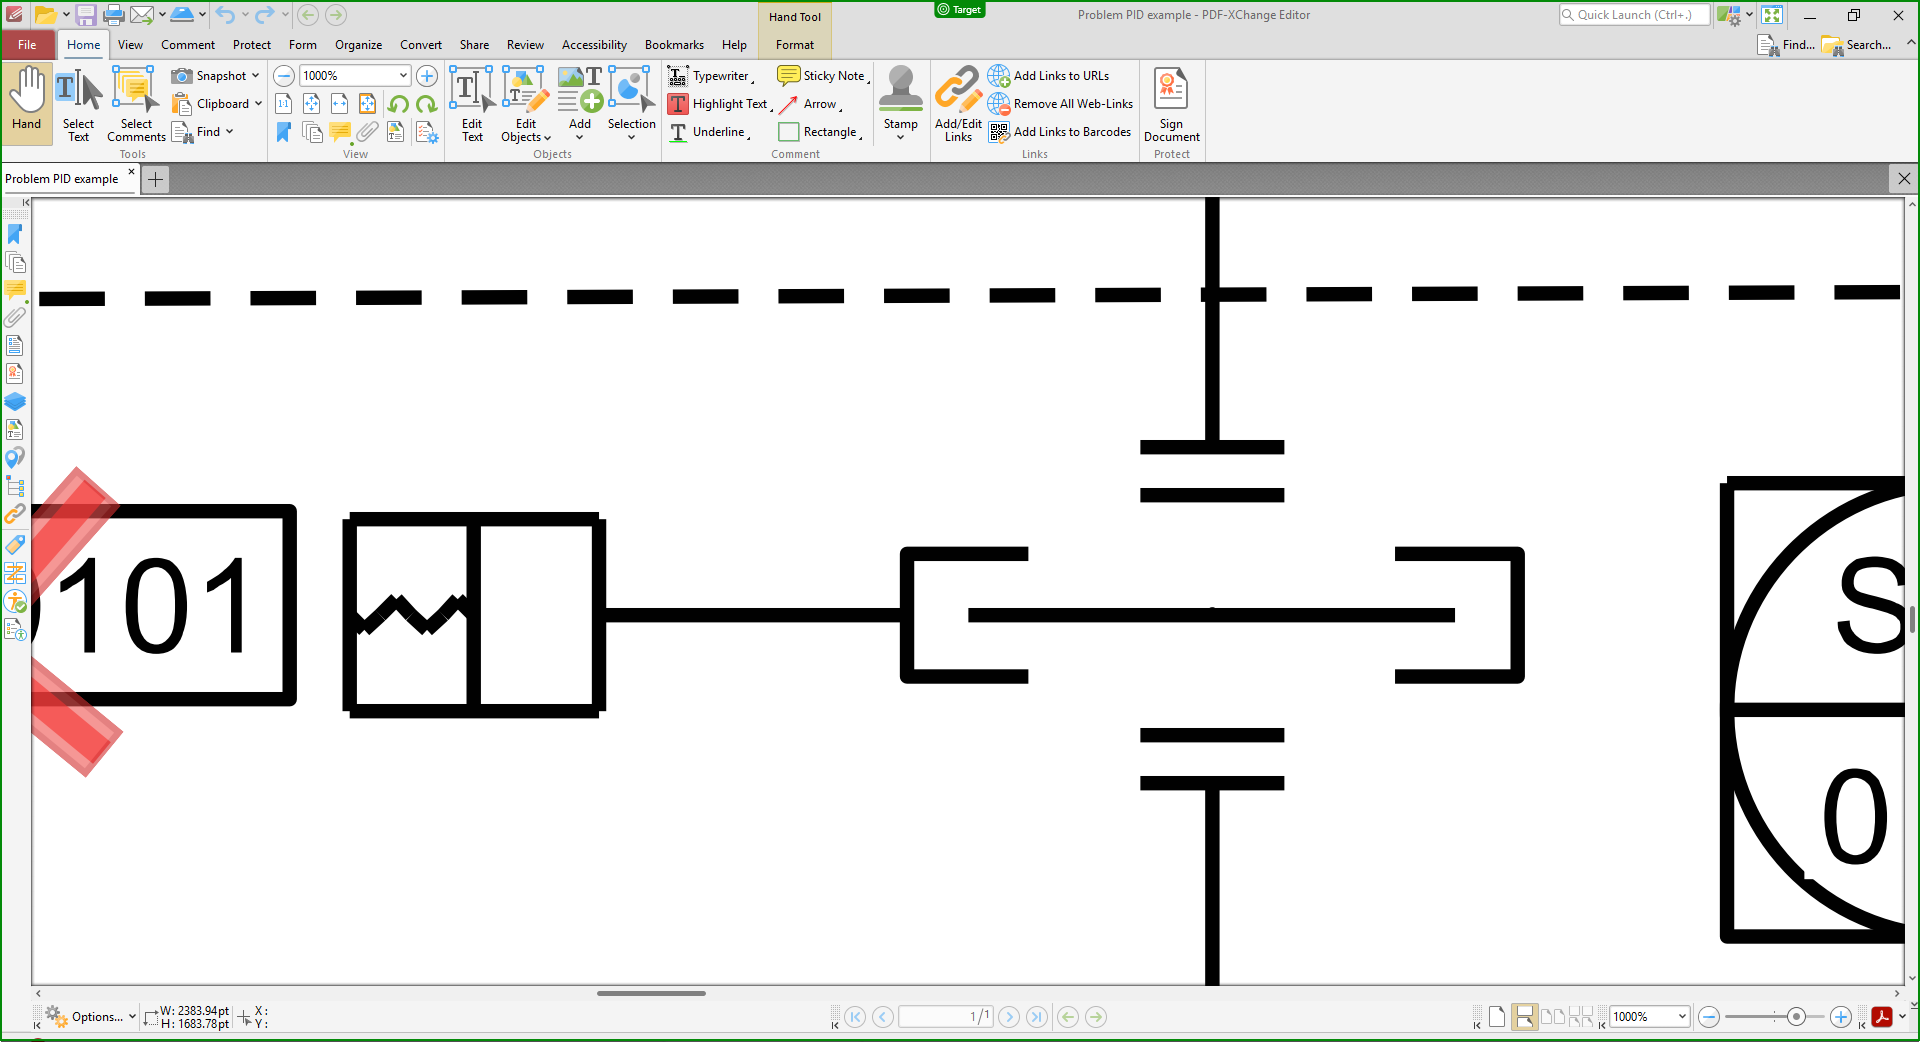 Hand Tool
Target
Problem PID example - PDF-XChange Editor
Quick Launch (Ctrl+.)
File
Home
View
Comment
Protect
Form
Organize
Convert
Share
Review
Accessibility
Bookmarks
Help
Format
Find...
Search...
Hand
Select Text
Select Comments
Snapshot
Clipboard
Find
Tools
1000%
1:1
View
Edit Text
Edit Objects
Add
Selection
Objects
Typewriter
Highlight Text
Underline
Sticky Note
Arrow
Rectangle
Stamp
Comment
Add/Edit Links
Add Links to URLs
Remove All Web-Links
Add Links to Barcodes
Links
Sign Document
Protect
Problem PID example
101
S
0
Options...
W: 2383.94pt
H: 1683.78pt
X:
Y:
1/1
1000%